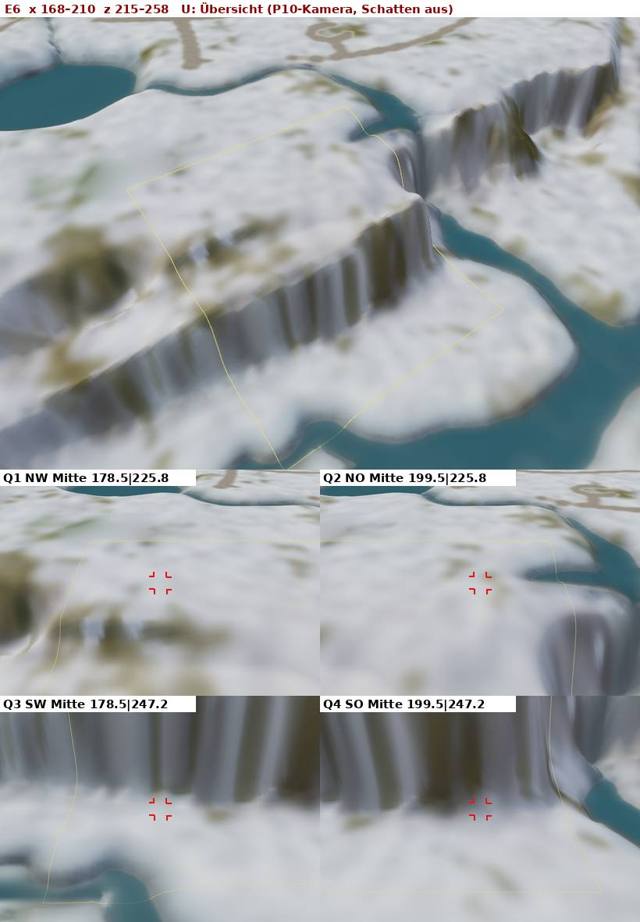 E6 x 168–210 z 215–258 U: Übersicht (P10-Kamera, Schatten aus)
Q1 NW Mitte 178.5|225.8
Q2 NO Mitte 199.5|225.8
Q3 SW Mitte 178.5|247.2
Q4 SO Mitte 199.5|247.2